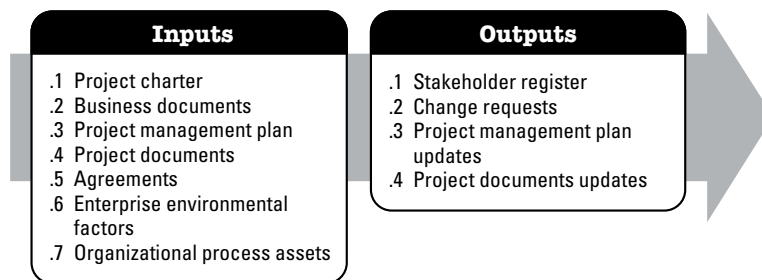 Inputs
.1 Project charter
.2 Business documents
.3 Project management plan
.4 Project documents
.5 Agreements
.6 Enterprise environmental
factors
.7 Organizational process assets
Outputs
.1 Stakeholder register
.2 Change requests
.3 Project management plan
updates
.4 Project documents updates